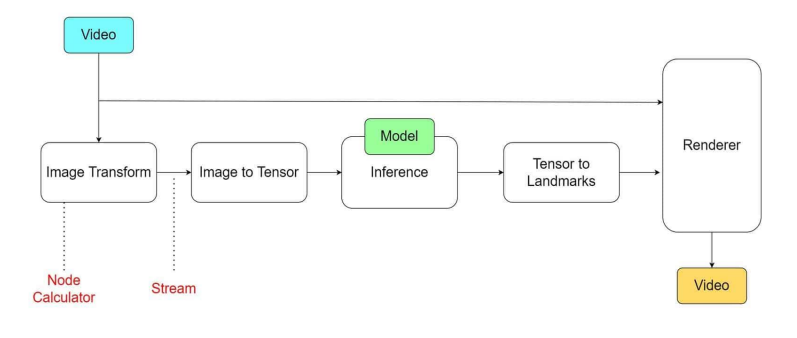 Video
Model
Image Transform
Image to Tensor
Inference
Tensor to
Landmarks
Renderer
Node
Calculator
Stream
Video